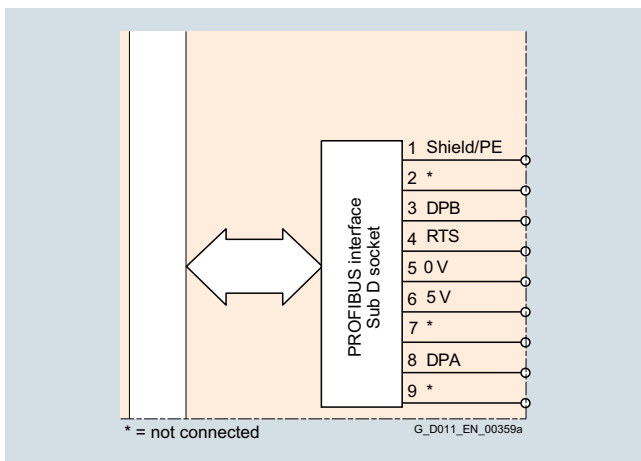 PROFIBUS interface
Sub D socket
1 Shield/PE
2 *
3 DPB
4 RTS
5 0 V
6 5 V
7 *
8 DPA
9 *
* = not connected
G_D011_EN_00359a